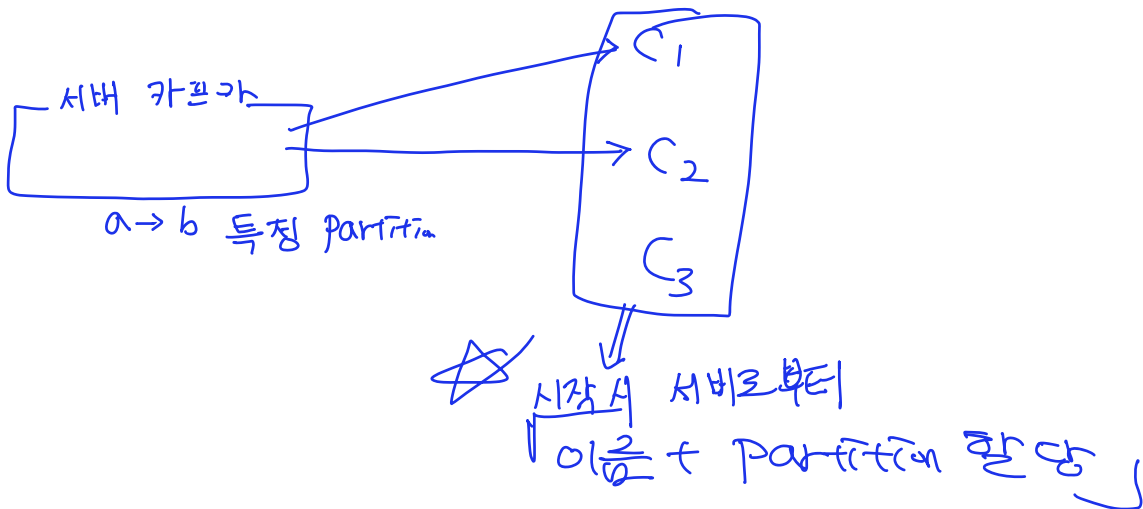 서버 카프카
C1
C2
C3
a → b 특정 Partition
시작 시 서버로부터
이름 + Partition 할당